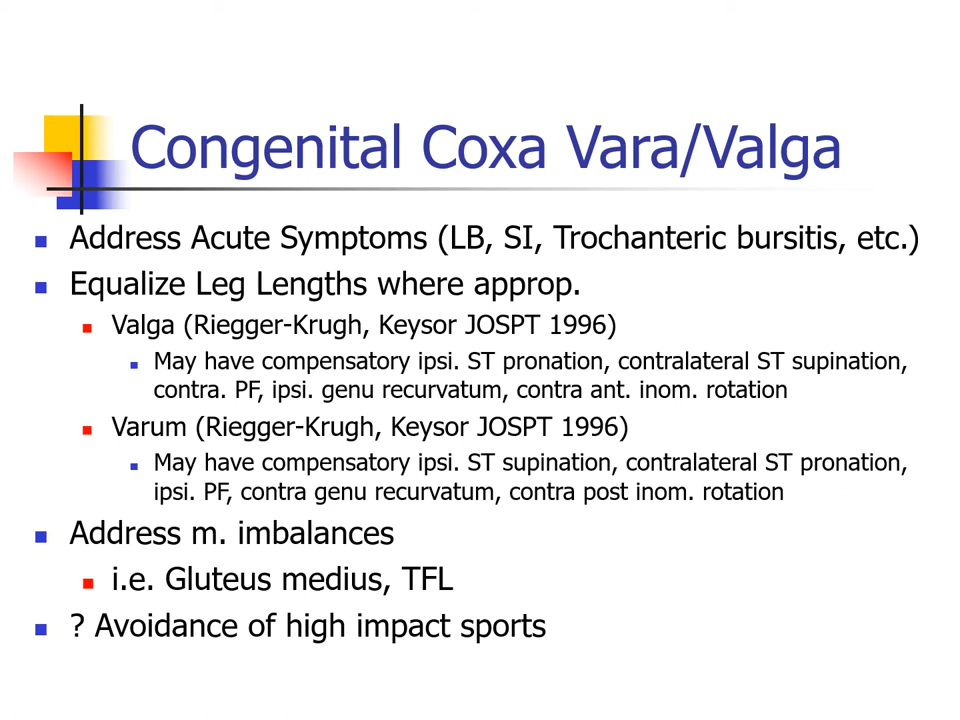 Congenital Coxa Vara/Valga
Address Acute Symptoms (LB, SI, Trochanteric bursitis, etc.)
Equalize Leg Lengths where approp.
Valga (Riegger-Krugh, Keysor JOSPT 1996)
May have compensatory ipsi. ST pronation, contralateral ST supination,
contra. PF, ipsi. genu recurvatum, contra ant. inom. rotation
Varum (Riegger-Krugh, Keysor JOSPT 1996)
May have compensatory ipsi. ST supination, contralateral ST pronation,
ipsi. PF, contra genu recurvatum, contra post inom. rotation
Address m. imbalances
i.e. Gluteus medius, TFL
? Avoidance of high impact sports